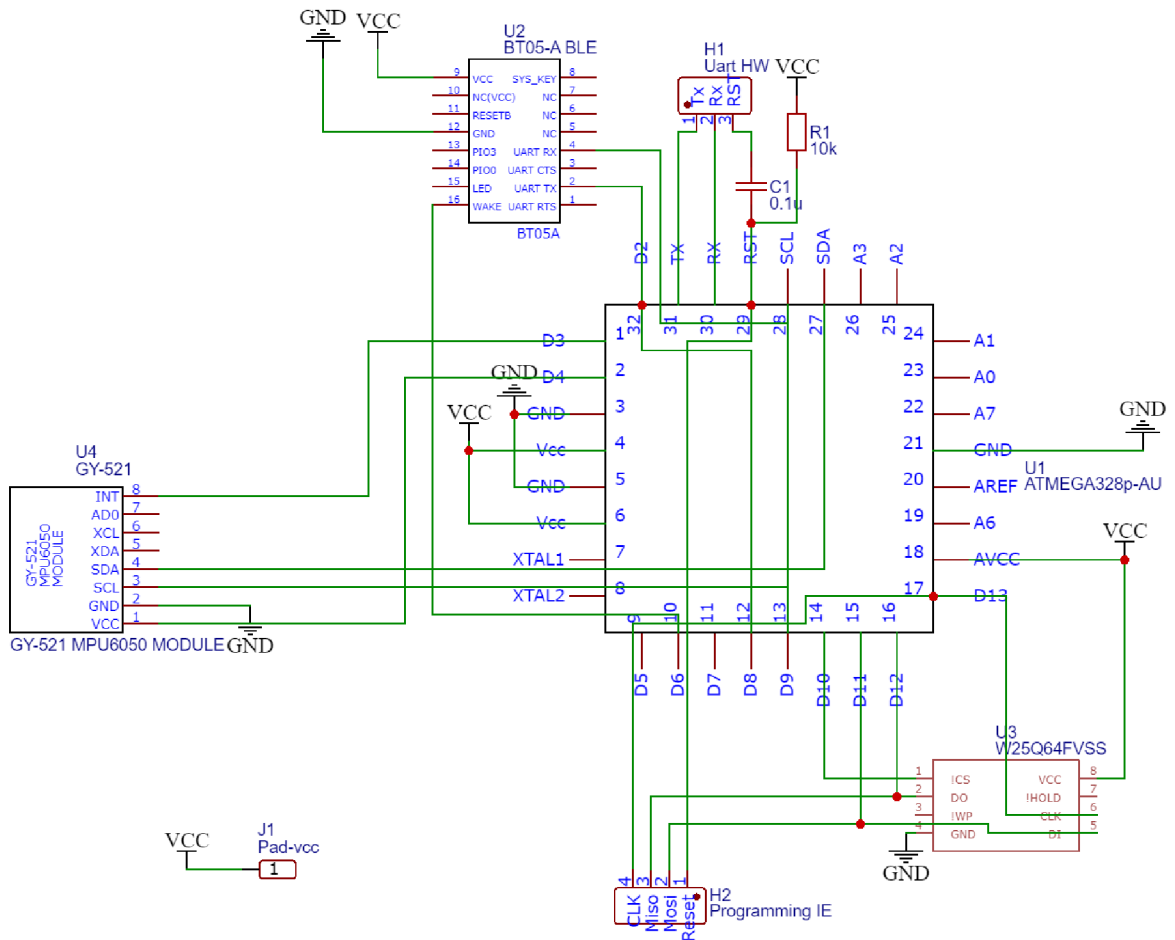 GND VCC
U2
BT05-A BLE
9 VCC SYS_KEY 8
10 NC(VCC) NC 7
11 RESETB NC 6
12 GND NC 5
13 PIO3 UART RX 4
14 PIO0 UART CTS 3
15 LED UART TX 2
16 WAKE UART RTS 1
BT05A
H1
Uart HW
Tx Rx RST
1 2 3
VCC
R1
10k
C1
0.1u
D2 TX RX RST SCL SDA A3 A2
32 31 30 29 28 27 26 25
D3 1
D4 2
GND 3
Vcc 4
GND 5
Vcc 6
XTAL1 7
XTAL2 8
GND
VCC
24 A1
23 A0
22 A7
21 GND
20 AREF
19 A6
18 AVCC
17 D13
GND
U1
ATMEGA328p-AU
VCC
9 10 11 12 13 14 15 16
D5 D6 D7 D8 D9 D10 D11 D12
U4
GY-521
GY-521
MPU6050
MODULE
INT 8
AD0 7
XCL 6
XDA 5
SDA 4
SCL 3
GND 2
VCC 1
GY-521 MPU6050 MODULE
GND
U3
W25Q64FVSS
1 !CS VCC 8
2 DO !HOLD 7
3 !WP CLK 6
4 GND DI 5
GND
VCC
J1
Pad-vcc
1
4 3 2 1
CLK Miso Mosi Reset
H2
Programming IE